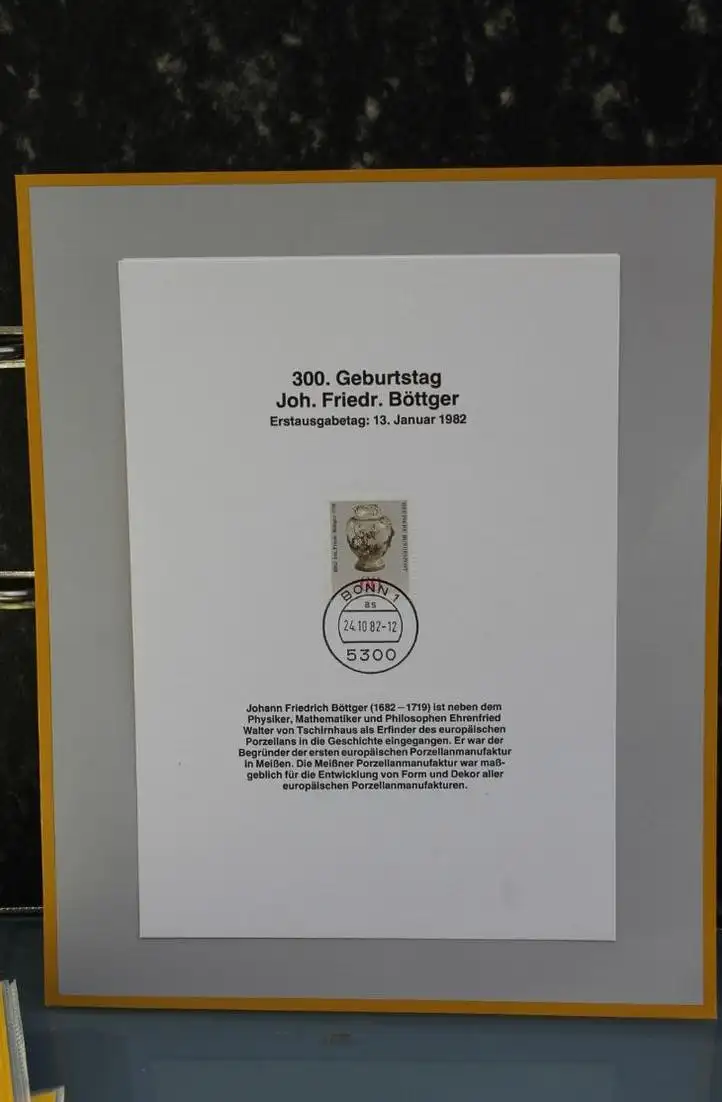 300. Geburtstag
Joh. Friedr. Böttger
Erstausgabetag: 13. Januar 1982
BONN 1
as
24.10.82-12
5300
Johann Friedrich Böttger (1682–1719) ist neben dem
Physiker, Mathematiker und Philosophen Ehrenfried
Walter von Tschirnhaus als Erfinder des europäischen
Porzellans in die Geschichte eingegangen. Er war der
Begründer der ersten europäischen Porzellanmanufaktur
in Meißen. Die Meißner Porzellanmanufaktur war maß-
geblich für die Entwicklung von Form und Dekor aller
europäischen Porzellanmanufakturen.